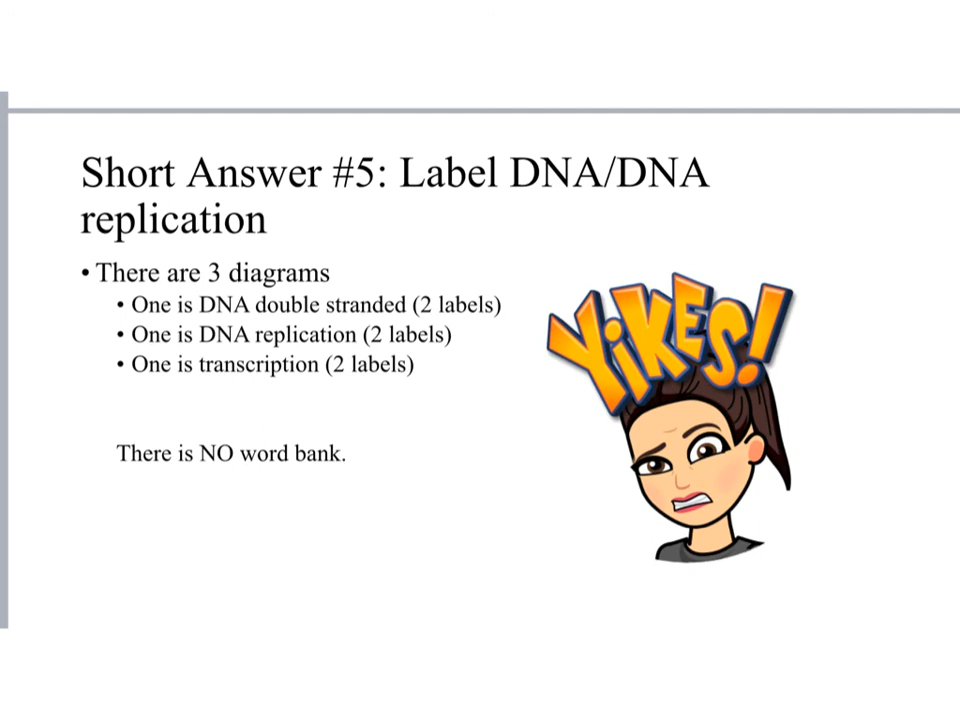 Short Answer #5: Label DNA/DNA
replication
• There are 3 diagrams
• One is DNA double stranded (2 labels)
• One is DNA replication (2 labels)
• One is transcription (2 labels)
There is NO word bank.
YiKES!